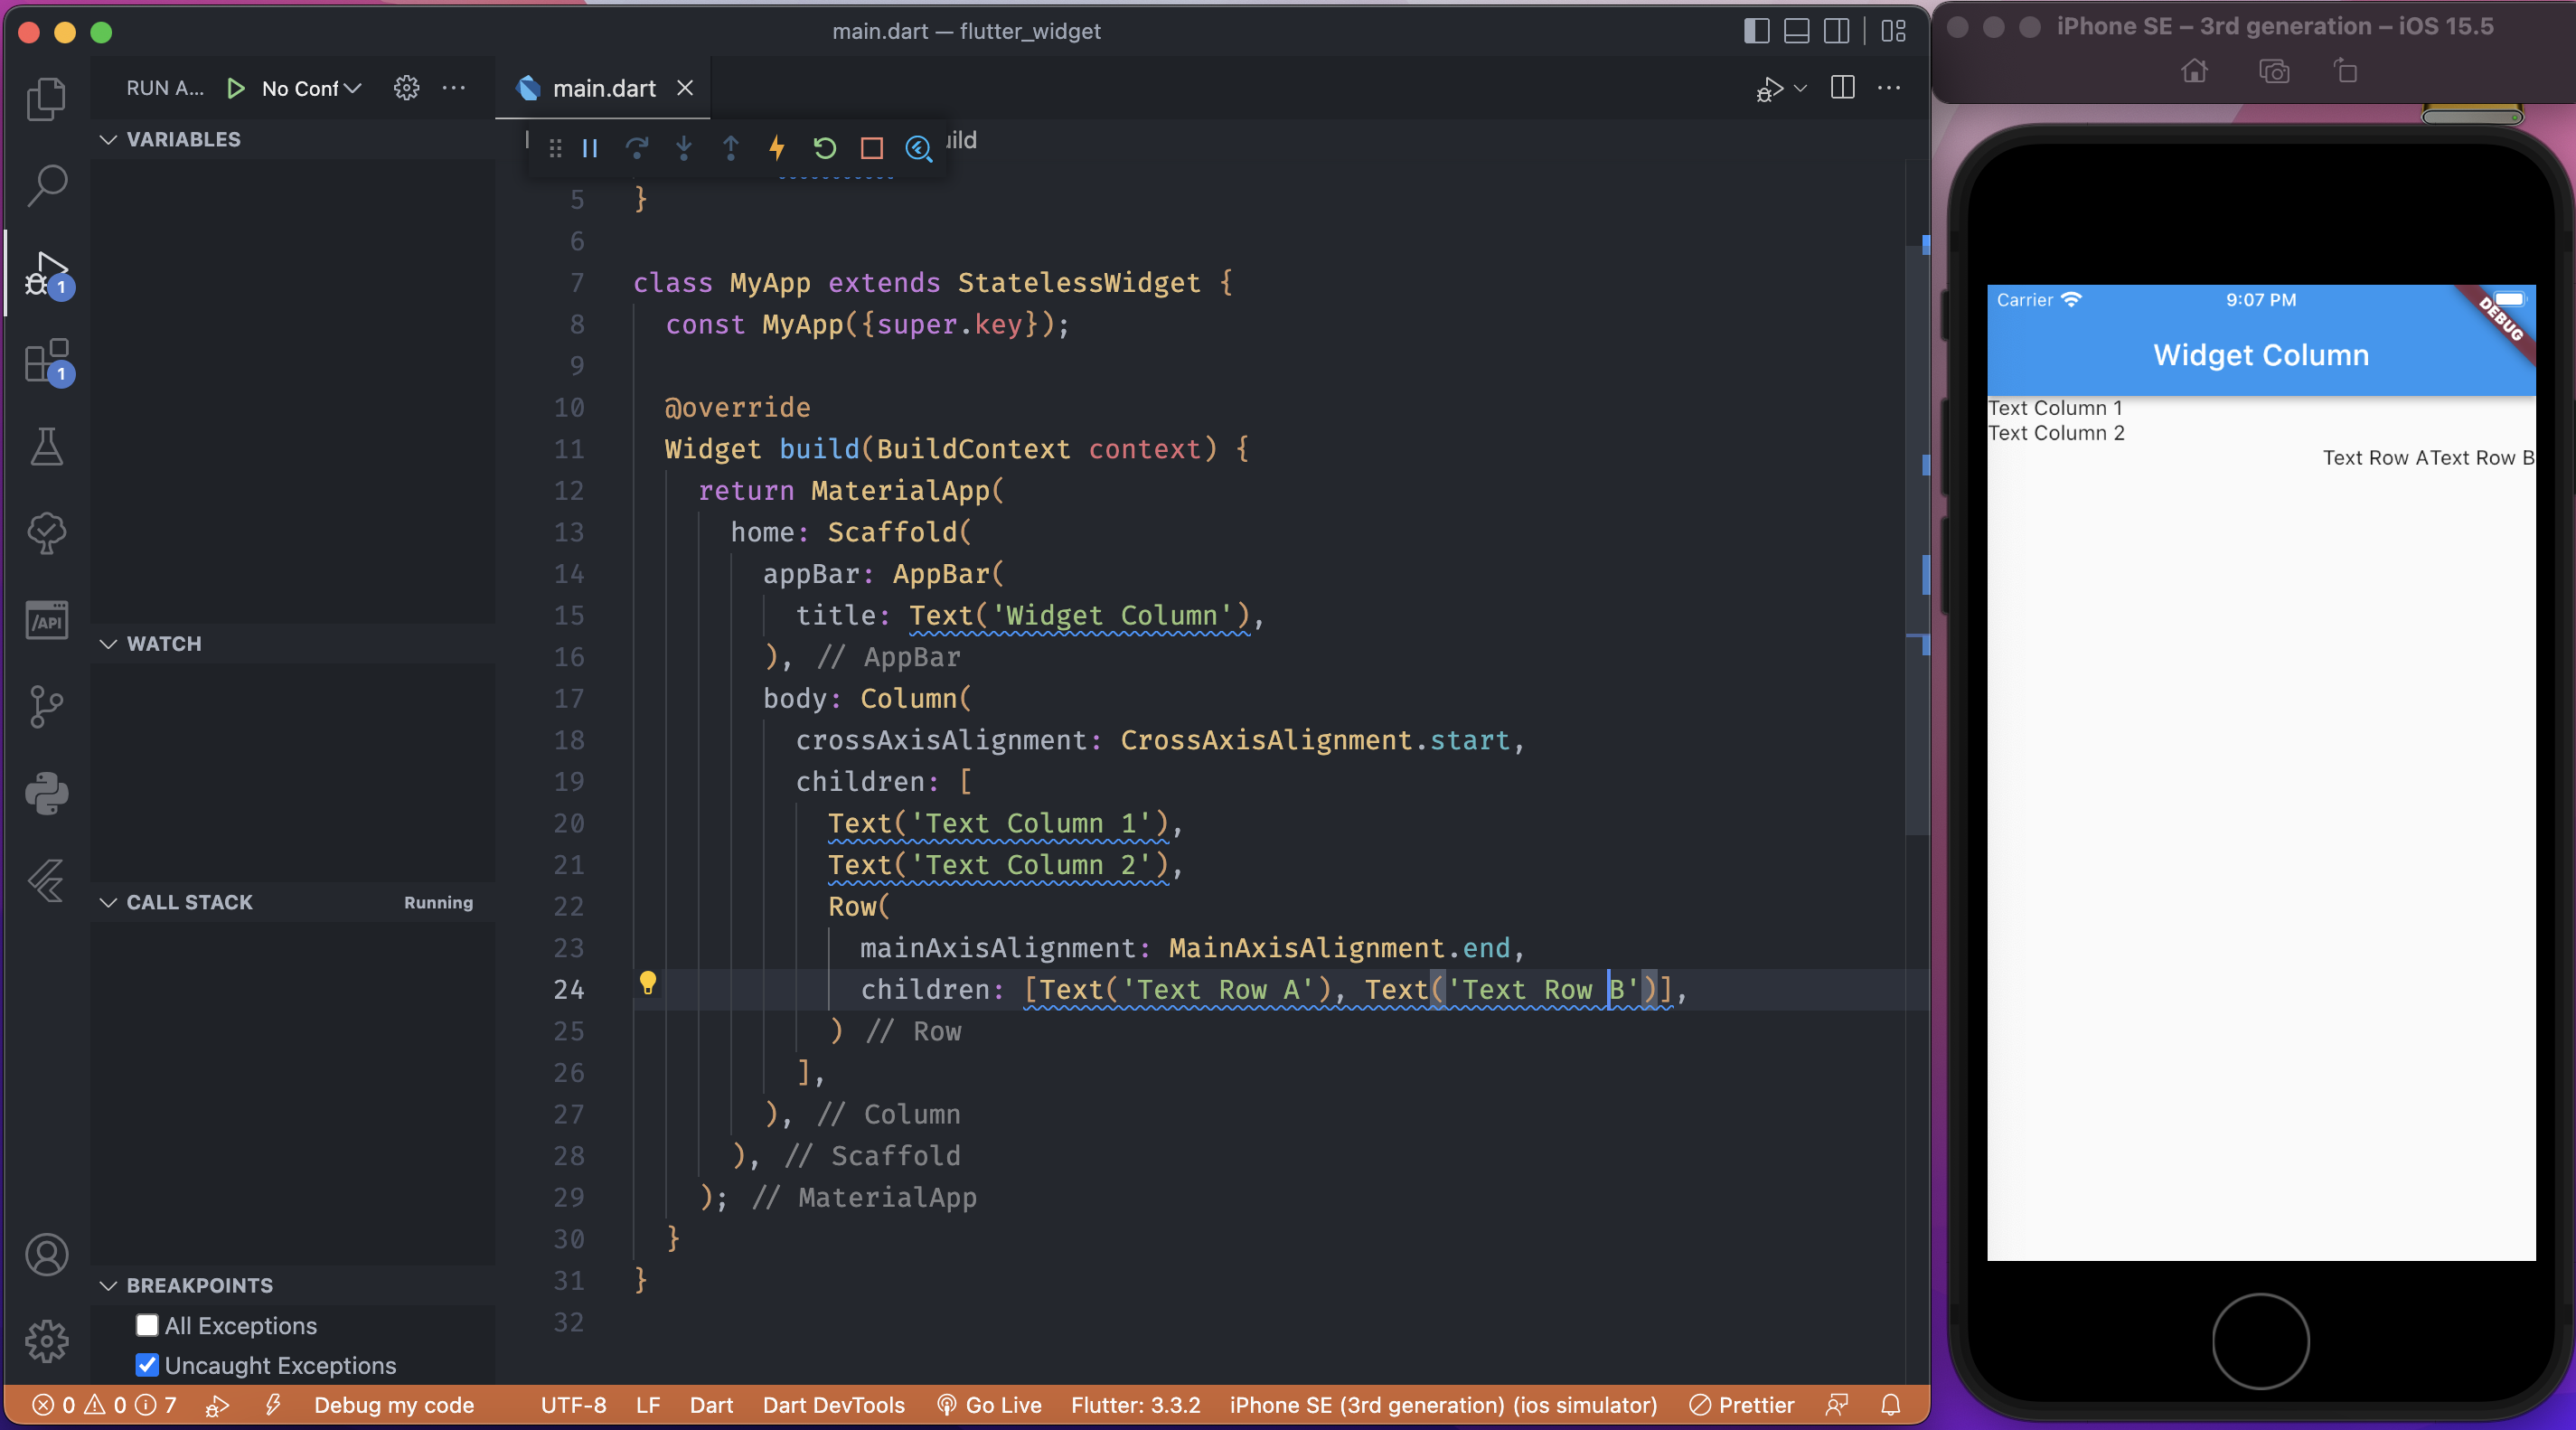 main.dart — flutter_widget
iPhone SE – 3rd generation – iOS 15.5
RUN A... No Conf
main.dart
VARIABLES
WATCH
CALL STACK Running
BREAKPOINTS
All Exceptions
Uncaught Exceptions
/API
1
1
5 }
6
7 class MyApp extends StatelessWidget {
8 const MyApp({super.key});
9
10 @override
11 Widget build(BuildContext context) {
12 return MaterialApp(
13 home: Scaffold(
14 appBar: AppBar(
15 title: Text('Widget Column'),
16 ), // AppBar
17 body: Column(
18 crossAxisAlignment: CrossAxisAlignment.start,
19 children: [
20 Text('Text Column 1'),
21 Text('Text Column 2'),
22 Row(
23 mainAxisAlignment: MainAxisAlignment.end,
24 children: [Text('Text Row A'), Text('Text Row B')],
25 ) // Row
26 ],
27 ), // Column
28 ), // Scaffold
29 ); // MaterialApp
30 }
31 }
32
0 0 7 Debug my code UTF-8 LF Dart Dart DevTools Go Live Flutter: 3.3.2 iPhone SE (3rd generation) (ios simulator) Prettier
Carrier 9:07 PM
DEBUG
Widget Column
Text Column 1
Text Column 2
Text Row AText Row B